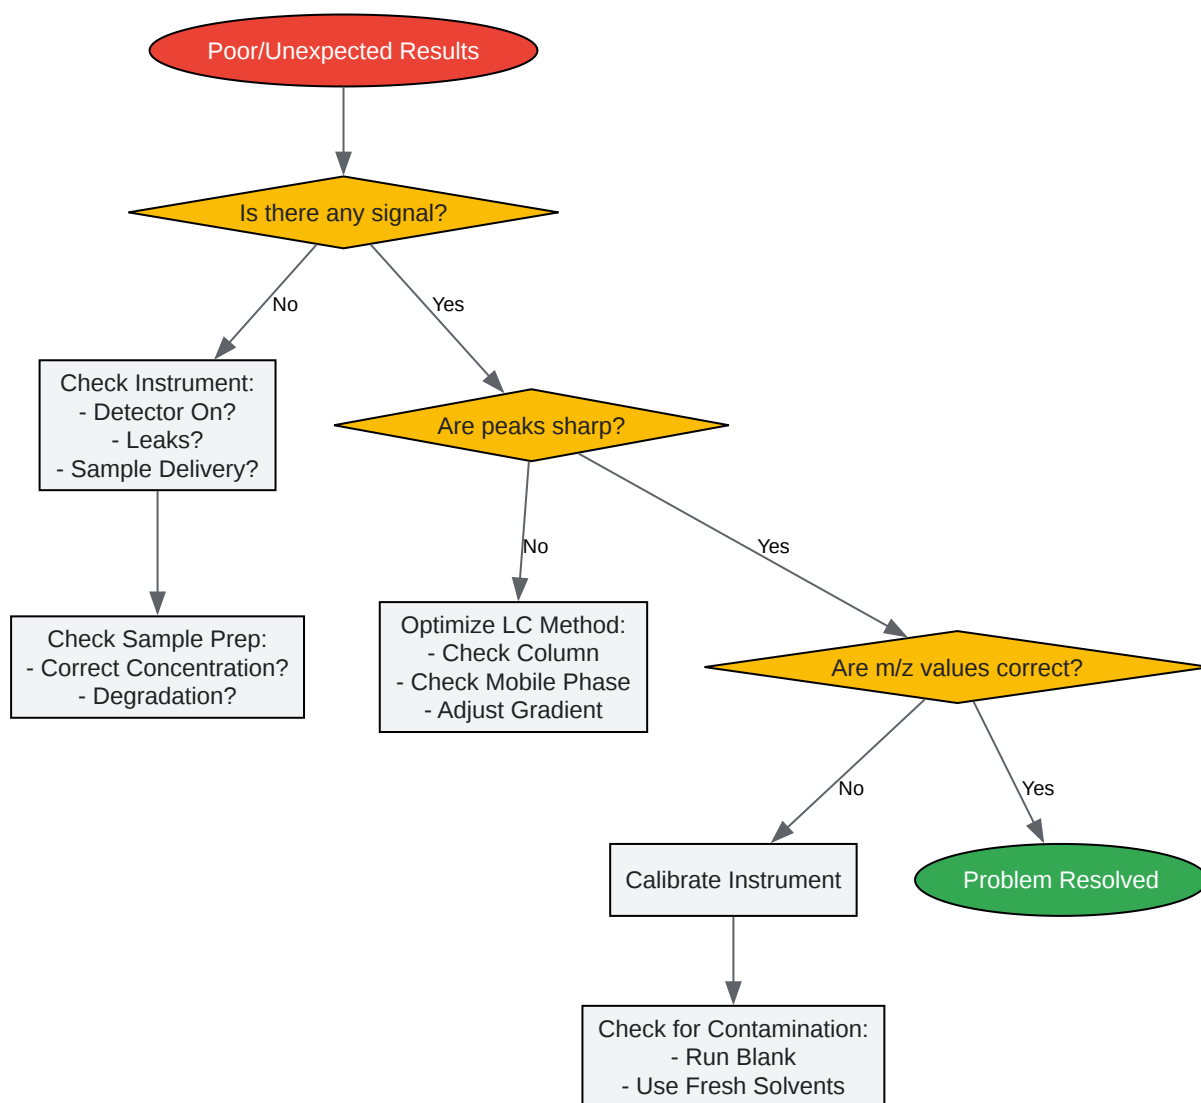 Poor/Unexpected Results
Is there any signal?
No
Yes
Check Instrument:
- Detector On?
- Leaks?
- Sample Delivery?
Are peaks sharp?
No
Yes
Check Sample Prep:
- Correct Concentration?
- Degradation?
Optimize LC Method:
- Check Column
- Check Mobile Phase
- Adjust Gradient
Are m/z values correct?
No
Yes
Calibrate Instrument
Problem Resolved
Check for Contamination:
- Run Blank
- Use Fresh Solvents